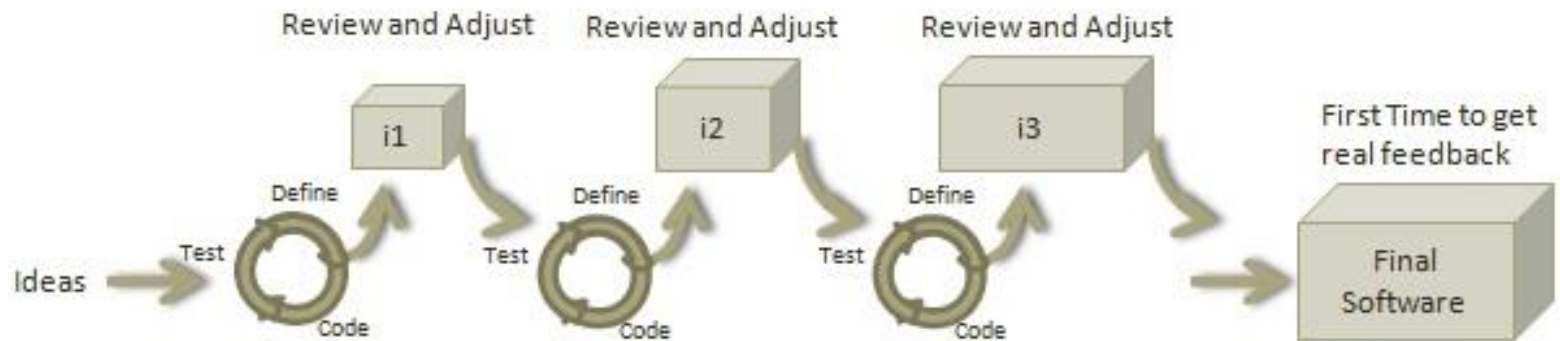 Review and Adjust
Review and Adjust
Review and Adjust
i1
i2
i3
First Time to get
real feedback
Define
Define
Define
Test
Test
Test
Ideas
Final
Software
Code
Code
Code